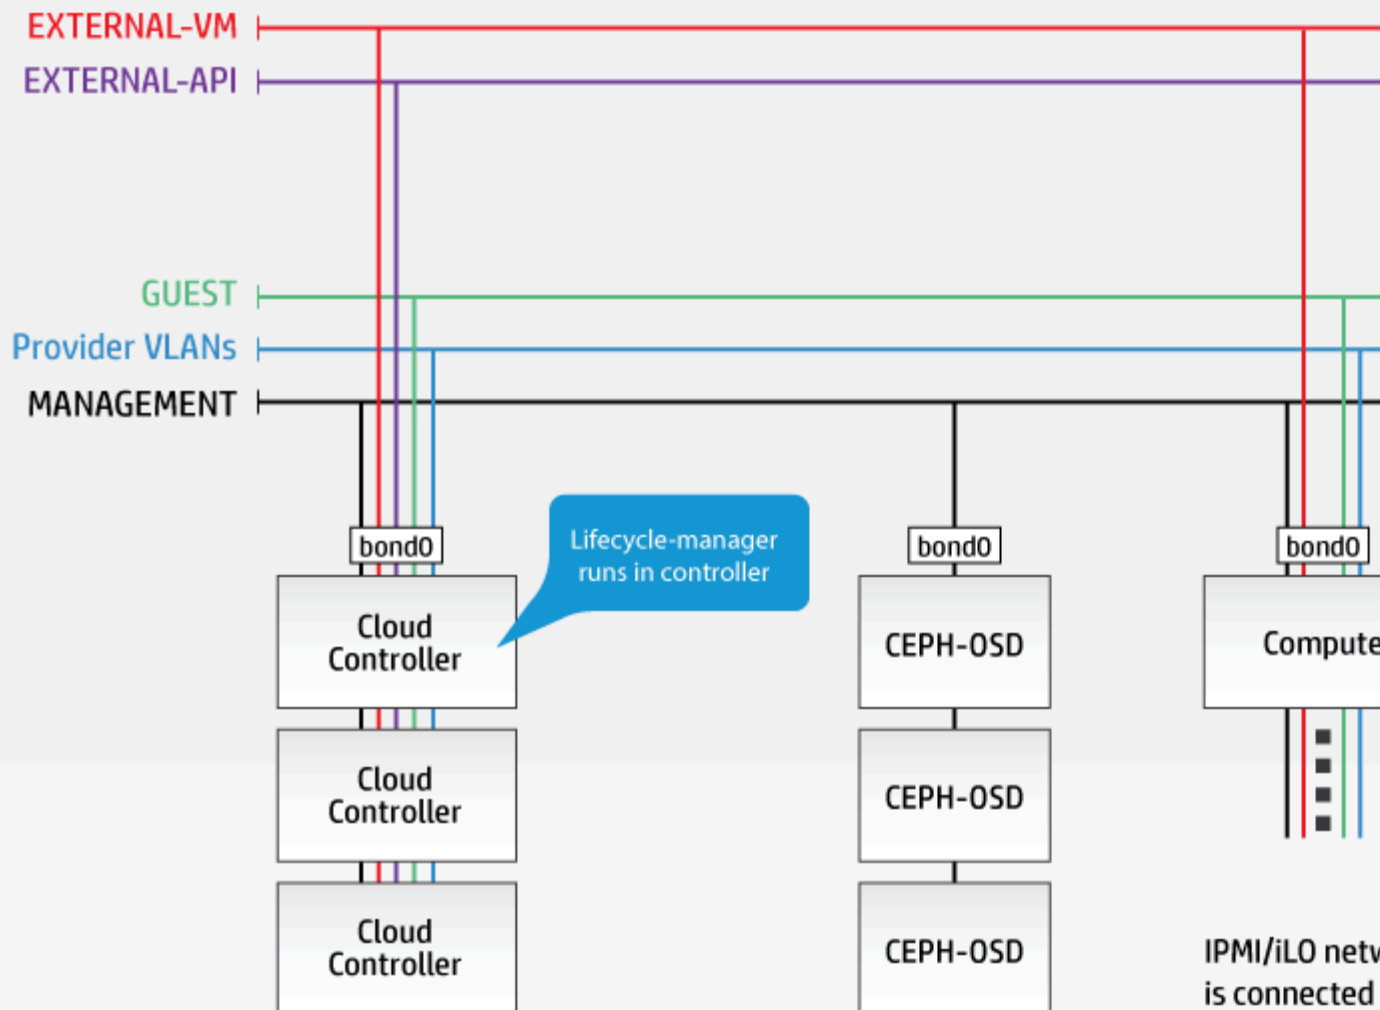 EXTERNAL-VM
EXTERNAL-API
GUEST
Provider VLANs
MANAGEMENT
bond0
Lifecycle-manager
runs in controller
bond0
bond0
Cloud
Controller
CEPH-OSD
Compute
Cloud
Controller
CEPH-OSD
Cloud
Controller
CEPH-OSD
IPMI/iLO
is connected